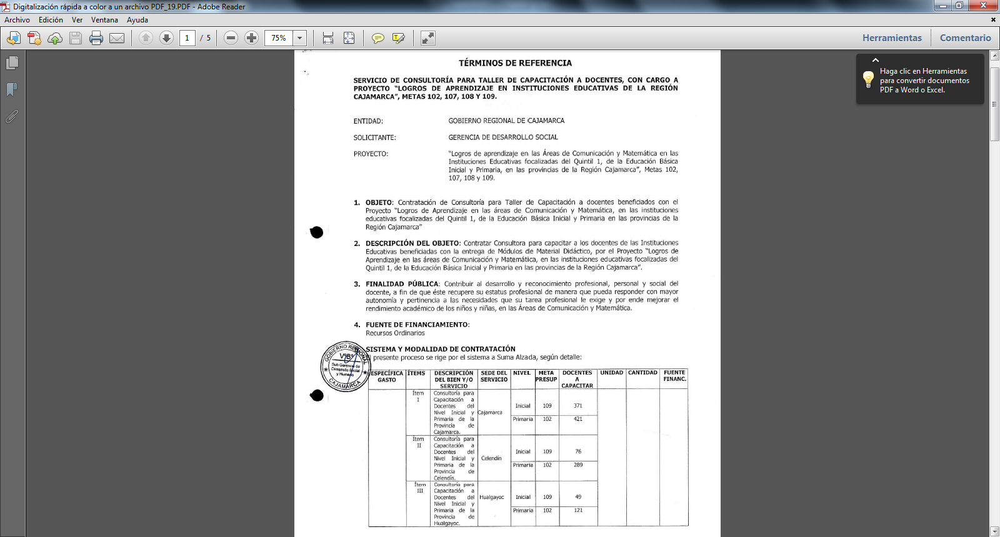 Digitalización rápida a color a un archivo PDF_19.PDF - Adobe Reader
Archivo Edición Ver Ventana Ayuda
1 / 5 75% Herramientas Comentario
Haga clic en Herramientas
para convertir documentos
PDF a Word o Excel.
TÉRMINOS DE REFERENCIA
SERVICIO DE CONSULTORÍA PARA TALLER DE CAPACITACIÓN A DOCENTES, CON CARGO A
PROYECTO "LOGROS DE APRENDIZAJE EN INSTITUCIONES EDUCATIVAS DE LA REGIÓN
CAJAMARCA", METAS 102, 107, 108 Y 109.
ENTIDAD: GOBIERNO REGIONAL DE CAJAMARCA
SOLICITANTE: GERENCIA DE DESARROLLO SOCIAL
PROYECTO: "Logros de aprendizaje en las Áreas de Comunicación y Matemática en las
Instituciones Educativas focalizadas del Quintil 1, de la Educación Básica
Inicial y Primaria, en las provincias de la Región Cajamarca", Metas 102,
107, 108 y 109.
1. OBJETO: Contratación de Consultoría para Taller de Capacitación a docentes beneficiados con el
Proyecto "Logros de Aprendizaje en las áreas de Comunicación y Matemática, en las instituciones
educativas focalizadas del Quintil 1, de la Educación Básica Inicial y Primaria en las provincias de la
Región Cajamarca"
2. DESCRIPCIÓN DEL OBJETO: Contratar Consultora para capacitar a los docentes de las Instituciones
Educativas beneficiadas con la entrega de Módulos de Material Didáctico, por el Proyecto "Logros de
Aprendizaje en las áreas de Comunicación y Matemática, en las instituciones educativas focalizadas del
Quintil 1, de la Educación Básica Inicial y Primaria en las provincias de la Región Cajamarca".
3. FINALIDAD PÚBLICA: Contribuir al desarrollo y reconocimiento profesional, personal y social del
docente, a fin de que éste recupere su estatus profesional de manera que pueda responder con mayor
autonomía y pertinencia a las necesidades que su tarea profesional le exige y por ende mejorar el
rendimiento académico de los niños y niñas, en las Áreas de Comunicación y Matemática.
4. FUENTE DE FINANCIAMIENTO:
Recursos Ordinarios
SISTEMA Y MODALIDAD DE CONTRATACIÓN
l presente proceso se rige por el sistema a Suma Alzada, según detalle:
GOBIERNO REGIONAL
V°B°
Sub Gerencia de
Desarrollo Social
y Humano
CAJAMARCA
ESPECÍFICA ÍTEMS DESCRIPCIÓN SEDE DEL NIVEL META DOCENTES UNIDAD CANTIDAD FUENTE
GASTO DEL BIEN Y/O SERVICIO PRESUP A FINANC.
SERVICIO CAPACITAR
Ítem Consultoría para
I Capacitación a
Docentes del Inicial 109 371
Nivel Inicial y Cajamarca
Primaria de la Primaria 102 421
Provincia de
Cajamarca.
Ítem Consultoría para
II Capacitación a
Docentes del Inicial 109 76
Nivel Inicial y Celendín
Primaria de la Primaria 102 289
Provincia de
Celendín.
Ítem Consultoría para
III Capacitación a
Docentes del Hualgayoc Inicial 109 49
Nivel Inicial y
Primaria de la Primaria 102 121
Provincia de
Hualgayoc.